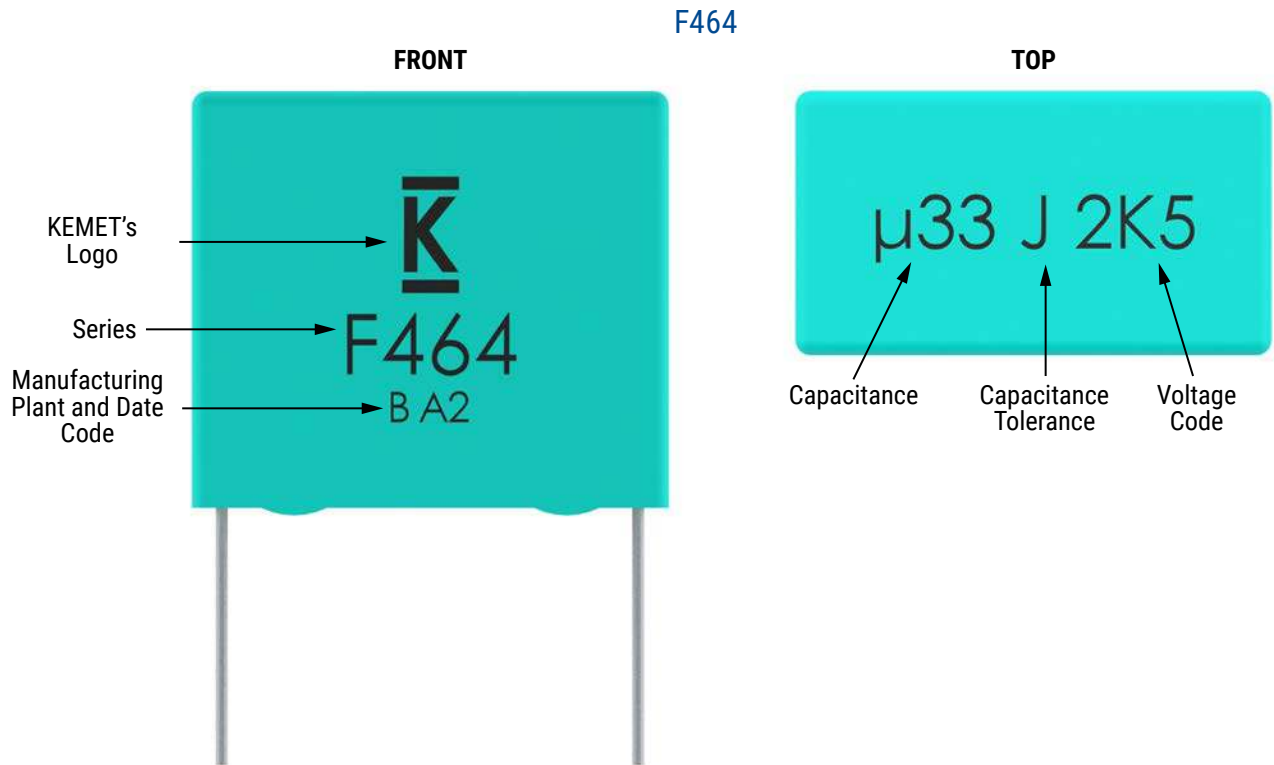 F464
FRONT
TOP
KEMET's
Logo
K
Series
F464
Manufacturing
Plant and Date
Code
B A2
µ33 J 2K5
Capacitance
Capacitance
Tolerance
Voltage
Code